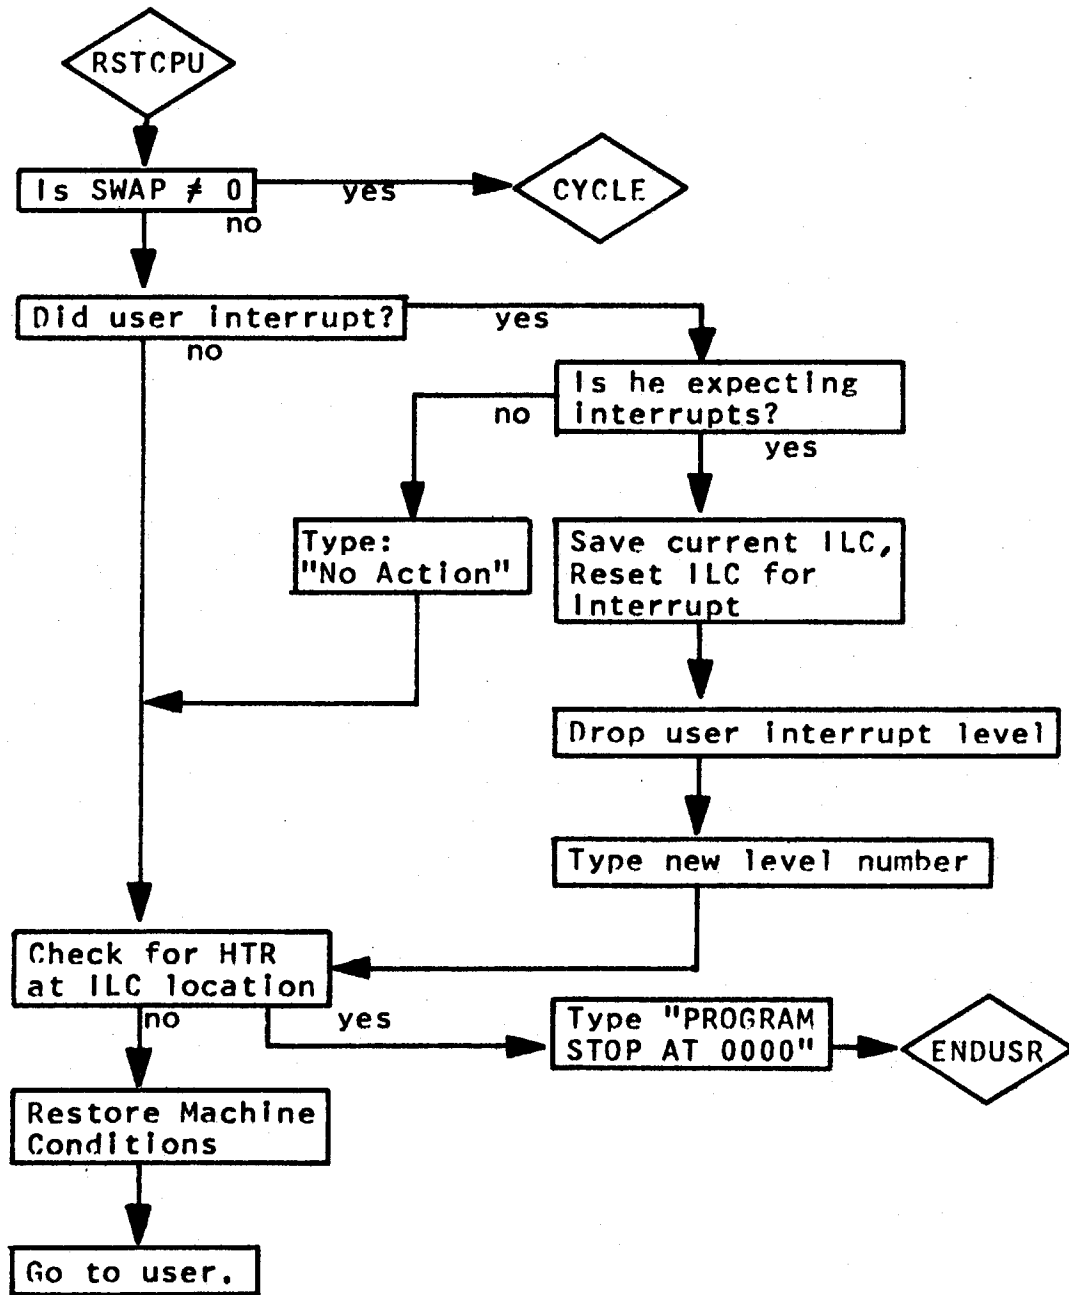 RSTCPU
Is SWAP ≠ 0
yes
CYCLE
no
Did user interrupt?
yes
no
Is he expecting
interrupts?
no
yes
Type:
"No Action"
Save current ILC,
Reset ILC for
Interrupt
Drop user interrupt level
Type new level number
Check for HTR
at ILC location
no
yes
Type "PROGRAM
STOP AT 0000"
ENDUSR
Restore Machine
Conditions
Go to user.